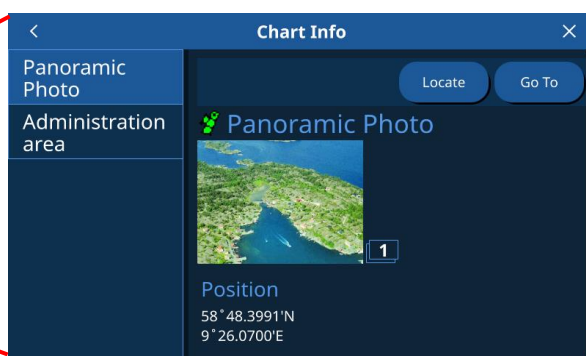 Chart Info
Panoramic
Photo
Administration
area
Locate
Go To
Panoramic Photo
1
Position
58°48.3991'N
9°26.0700'E